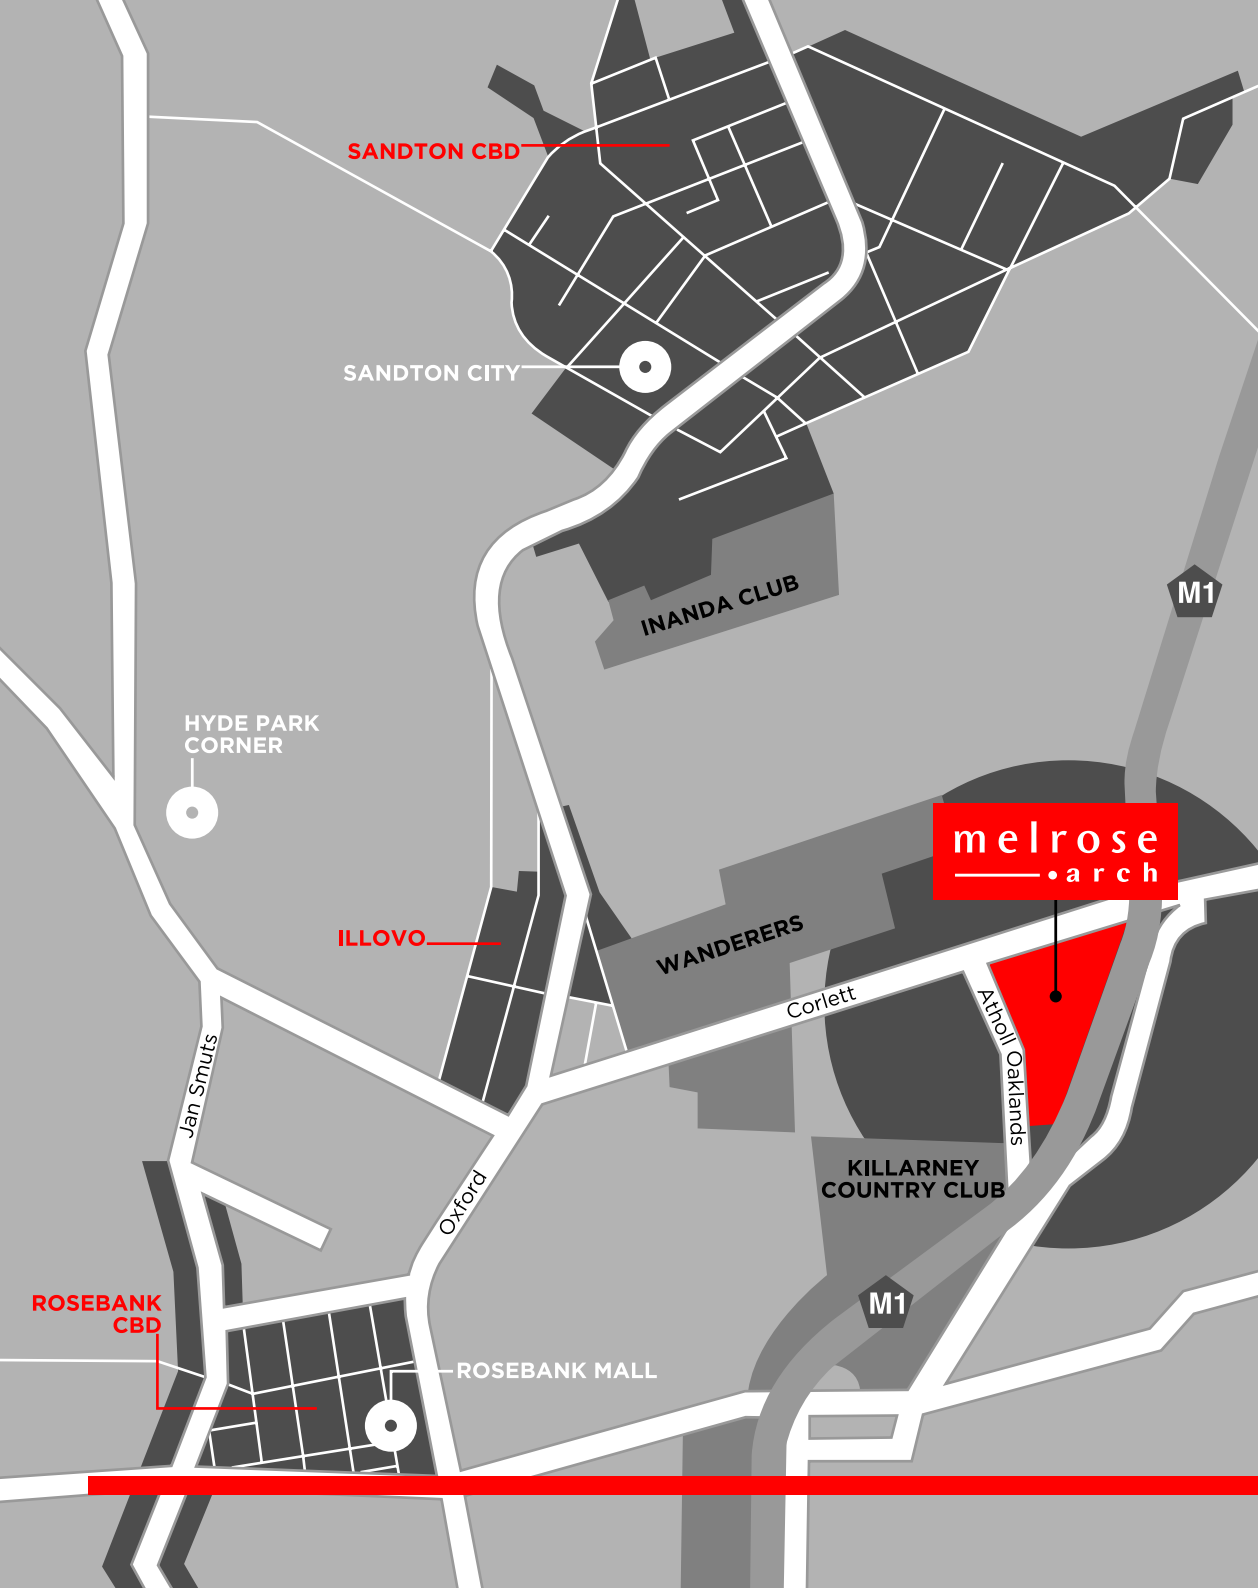 SANDTON CBD
SANDTON CITY
M1
INANDA CLUB
HYDE PARK
CORNER
melrose
arch
ILLOVO
WANDERERS
Corlett
Atholl Oaklands
Jan Smuts
KILLARNEY
COUNTRY CLUB
Oxford
ROSEBANK
CBD
M1
ROSEBANK MALL